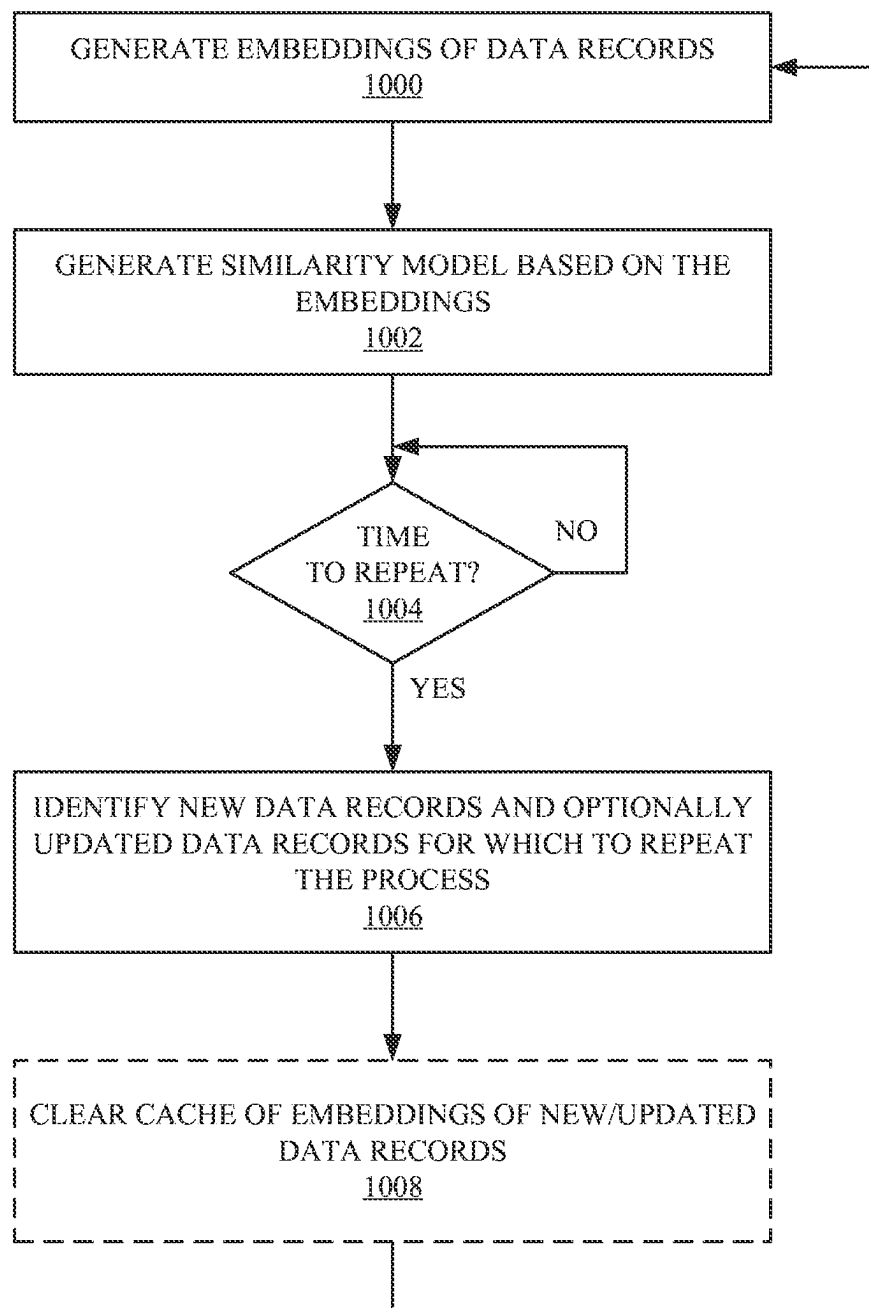 GENERATE EMBEDDINGS OF DATA RECORDS
1000
GENERATE SIMILARITY MODEL BASED ON THE
EMBEDDINGS
1002
TIME
TO REPEAT?
1004
NO
YES
IDENTIFY NEW DATA RECORDS AND OPTIONALLY
UPDATED DATA RECORDS FOR WHICH TO REPEAT
THE PROCESS
1006
CLEAR CACHE OF EMBEDDINGS OF NEW/UPDATED
DATA RECORDS
1008